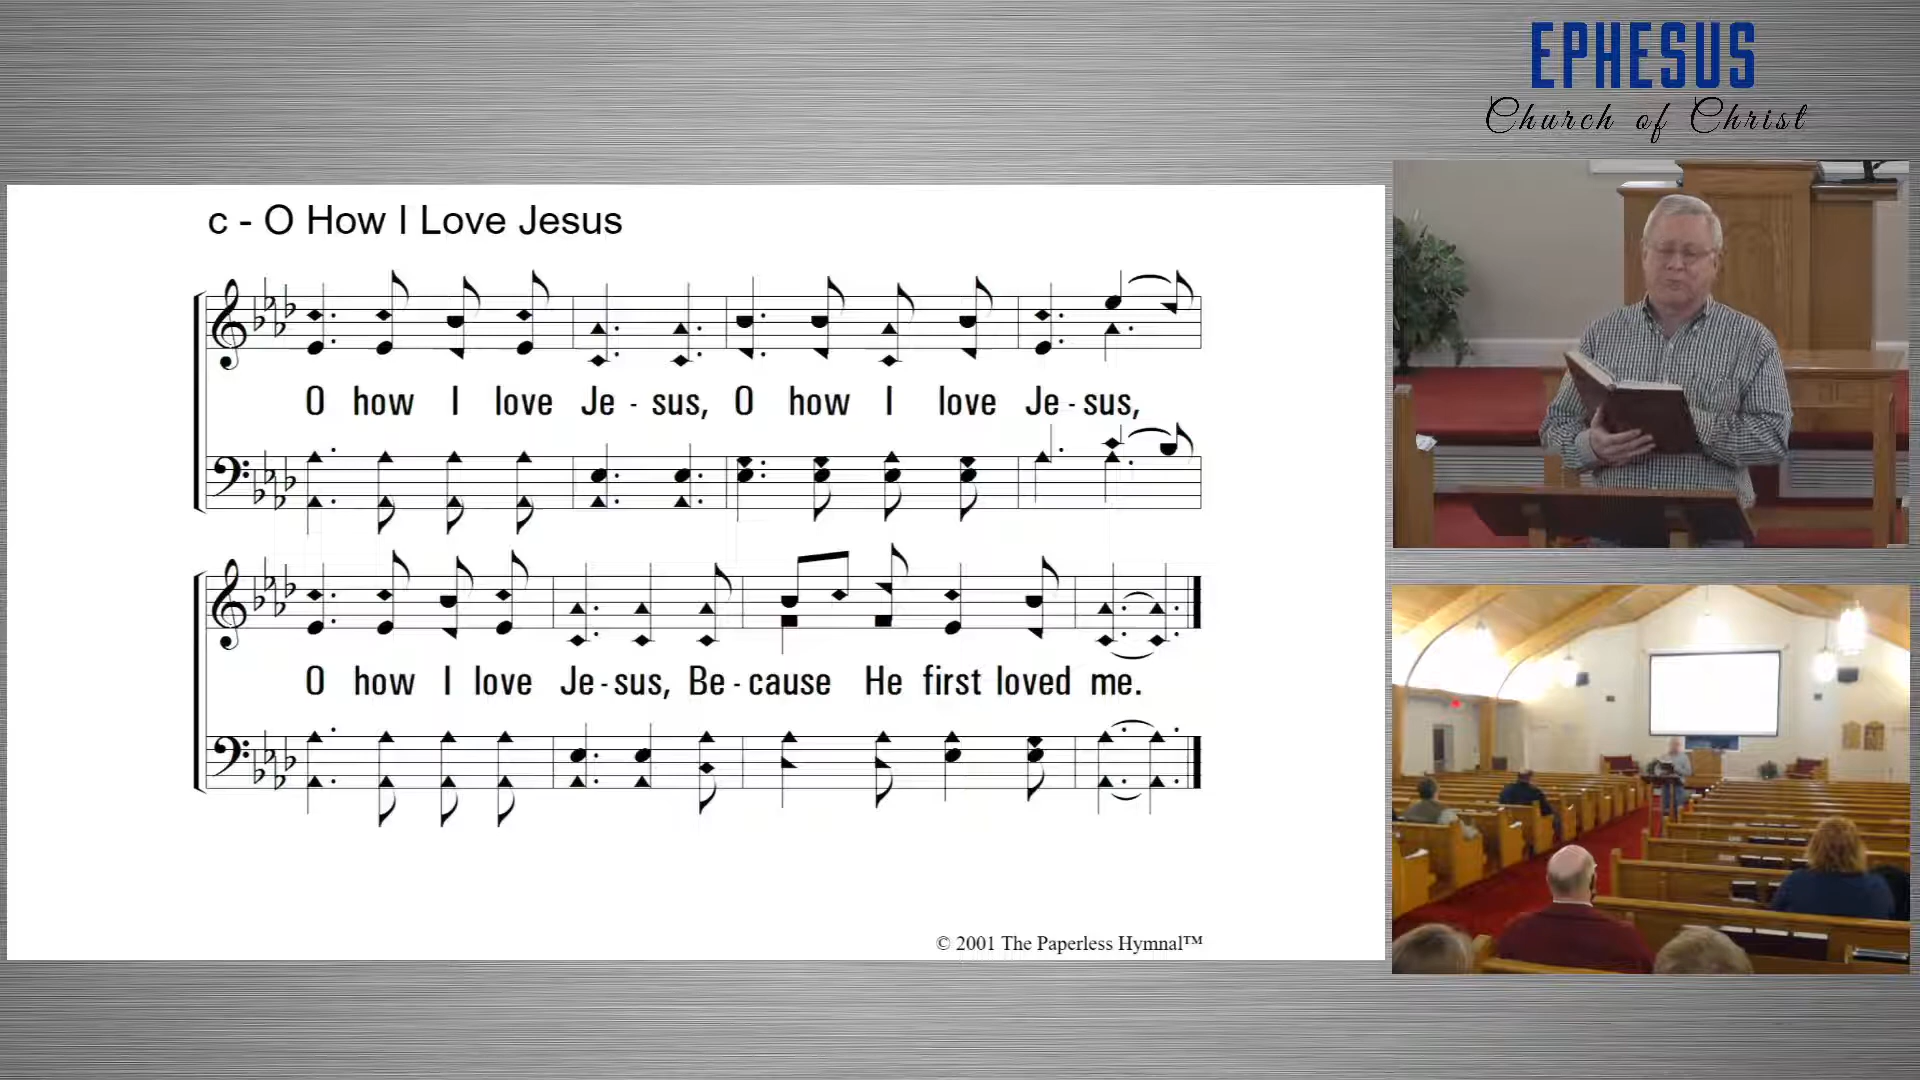 EPHESUS
Church of Christ
c - O How I Love Jesus
O how I love Je - sus, O how I love Je - sus,
O how I love Je - sus, Be - cause He first loved me.
© 2001 The Paperless Hymnal™